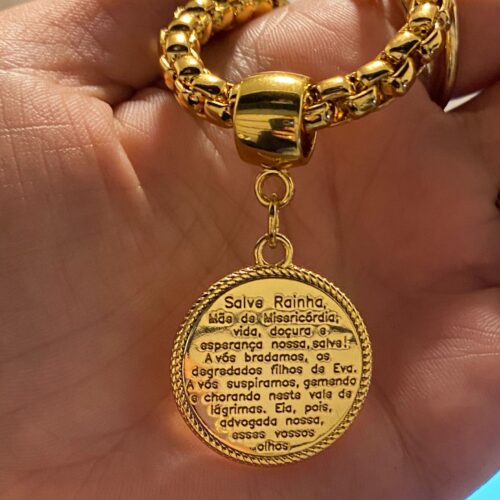 Salve Rainha,
Mãe de Misericórdia,
vida, doçura e
esperança nossa, salve!
A vós bradamos, os
degredados filhos de Eva.
A vós suspiramos, gemendo
e chorando neste vale de
lágrimas. Eia, pois,
advogada nossa,
esses vossos
olhos